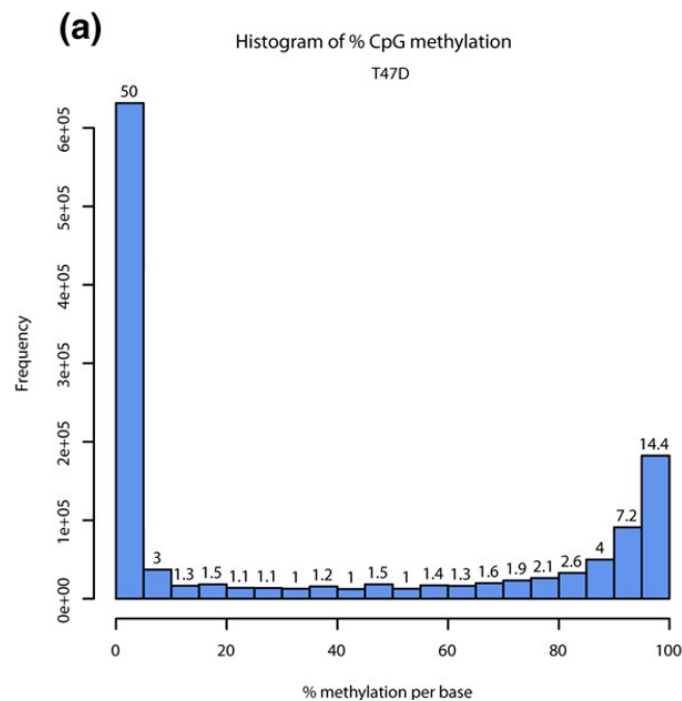 (a)
Histogram of % CpG methylation
T47D
Frequency
6e+05
5e+05
4e+05
3e+05
2e+05
1e+05
0e+00
50
3
1.3
1.5
1.1
1.1
1
1.2
1
1.5
1
1.4
1.3
1.6
1.9
2.1
2.6
4
7.2
14.4
0
20
40
60
80
100
% methylation per base